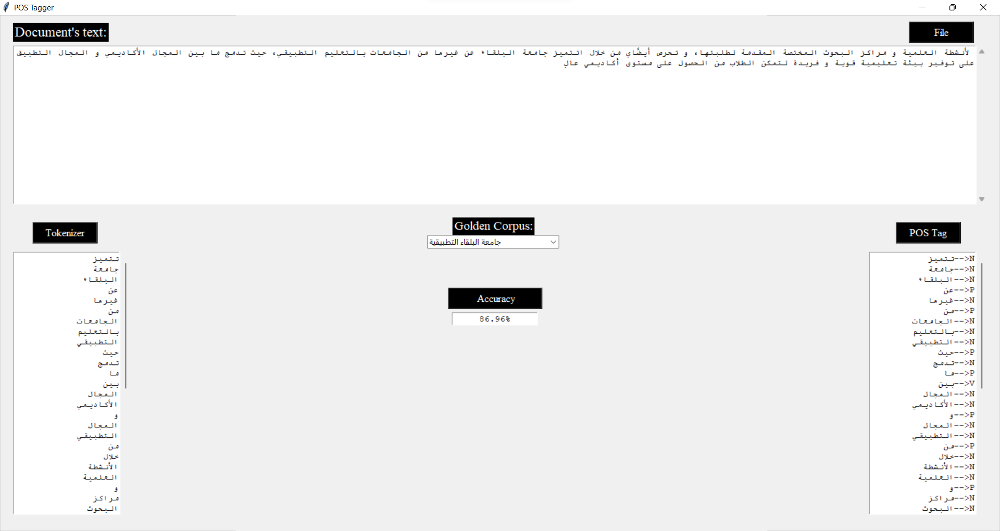 POS Tagger
Document's text:
File
لأنشطة العلمية و مراكز البحوث المختصة المقدمة لطلبتها، و تحرص أيضًاي من خلال اتتميز جامعة البلقاء عن غيرها من الجامعات بالتعليم التطبيقي، حيث تدمج ما بين المجال الأكاديمي و المجال التطبيق
على توفير بيئة تعليمية قوية و فريدة لتمكن الطلاب من الحصول على مستوى أكاديمي عالٍ
Tokenizer
Golden Corpus:
جامعة البلقاء التطبيقية
POS Tag
Accuracy
86.96%
تتميز
جامعة
البلقاء
عن
غيرها
من
الجامعات
بالتعليم
التطبيقي
حيث
تدمج
ما
بين
المجال
الأكاديمي
و
المجال
التطبيقي
من
خلال
الأنشطة
العلمية
و
مراكز
البحوث
تتميز-->N
جامعة-->N
البلقاء-->N
عن-->P
غيرها-->N
من-->P
الجامعات-->N
بالتعليم-->N
التطبيقي-->N
حيث-->P
تدمج-->N
ما-->P
بين-->V
المجال-->N
الأكاديمي-->N
و-->P
المجال-->N
التطبيقي-->N
من-->P
خلال-->N
الأنشطة-->N
العلمية-->N
و-->P
مراكز-->N
البحوث-->N